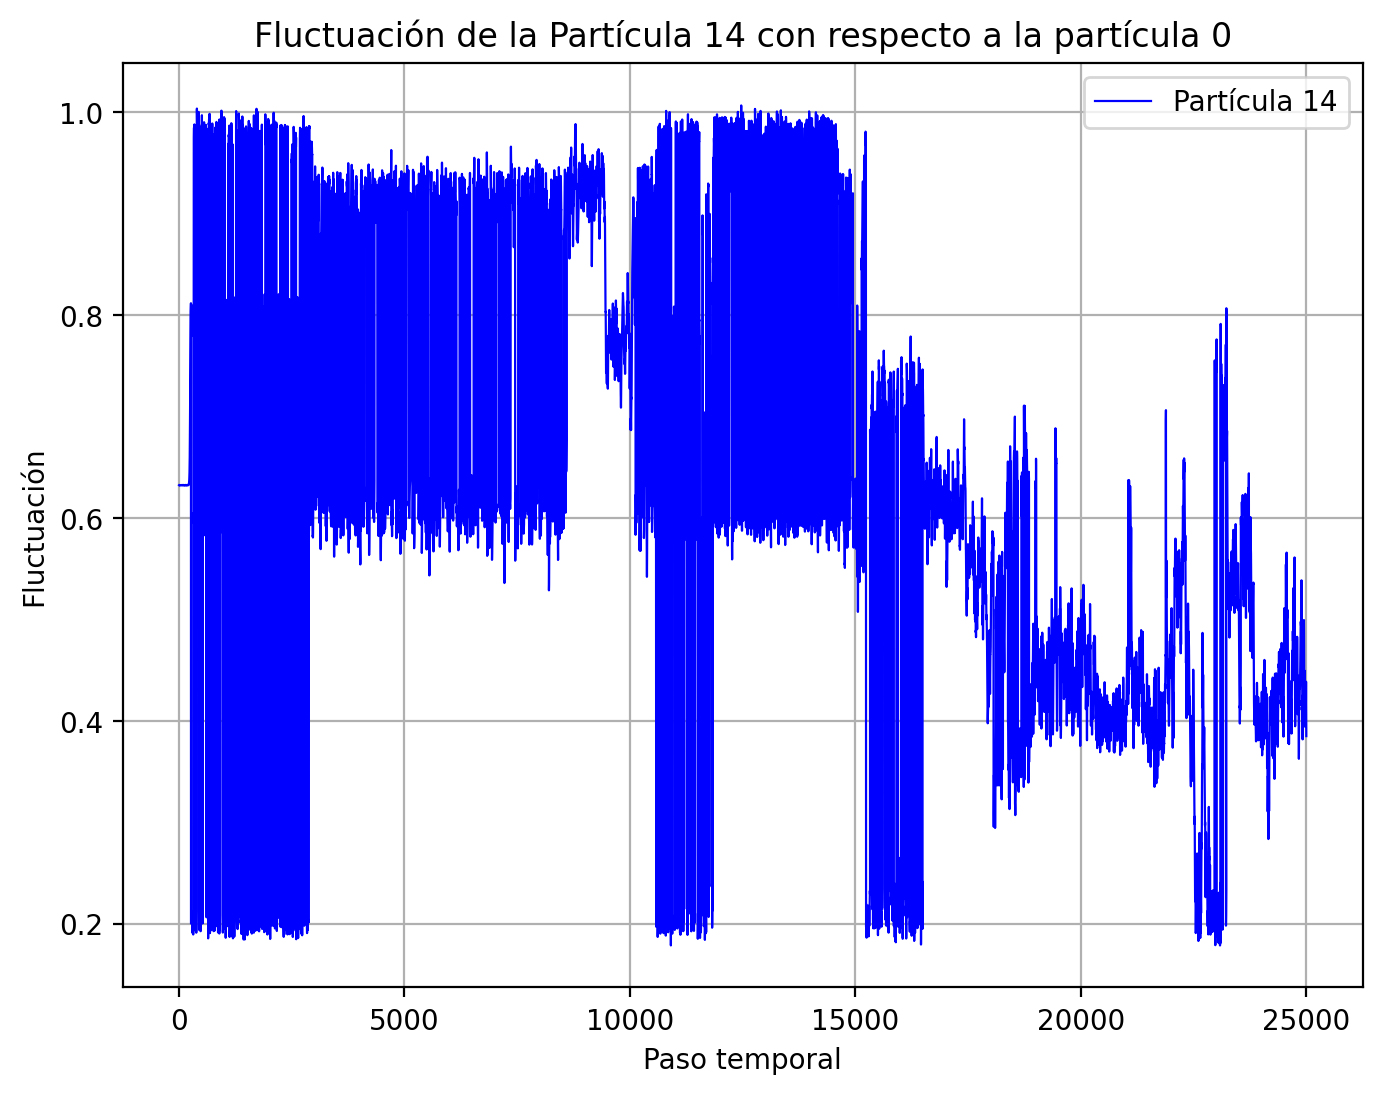 Fluctuación de la Partícula 14 con respecto a la partícula 0
Partícula 14
1.0
0.8
0.6
0.4
0.2
Fluctuación
0 5000 10000 15000 20000 25000
Paso temporal